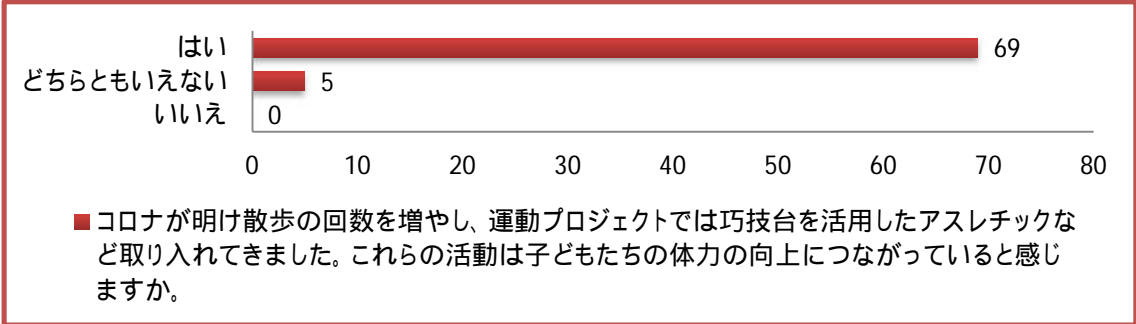 はい 69
どちらともいえない 5
いいえ 0
0 10 20 30 40 50 60 70 80
コロナが明け散歩の回数を増やし、運動プロジェクトでは巧技台を活用したアスレチックな
ど取り入れてきました。これらの活動は子どもたちの体力の向上につながっていると感じ
ますか。